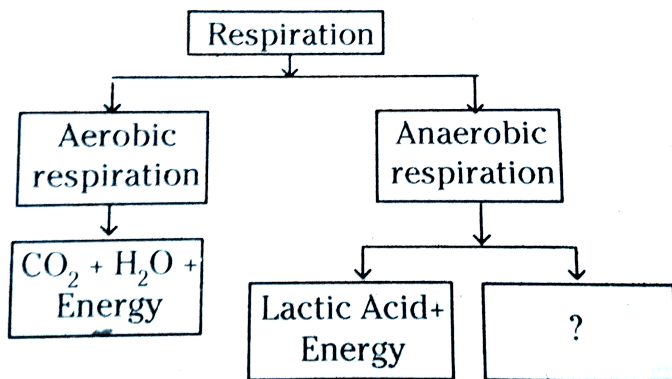 Respiration
Aerobic
respiration
Anaerobic
respiration
CO₂ + H₂O +
Energy
Lactic Acid+
Energy
?